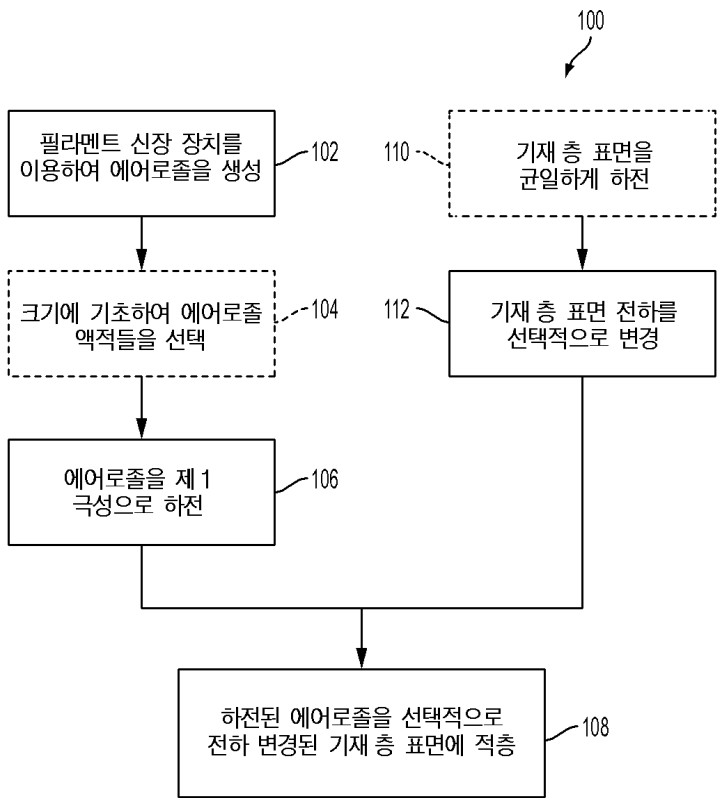 100
필라멘트 신장 장치를
이용하여 에어로졸을 생성
102
110
기재 층 표면을
균일하게 하전
크기에 기초하여 에어로졸
액적들을 선택
104
112
기재 층 표면 전하를
선택적으로 변경
에어로졸을 제 1
극성으로 하전
106
하전된 에어로졸을 선택적으로
전하 변경된 기재 층 표면에 적층
108